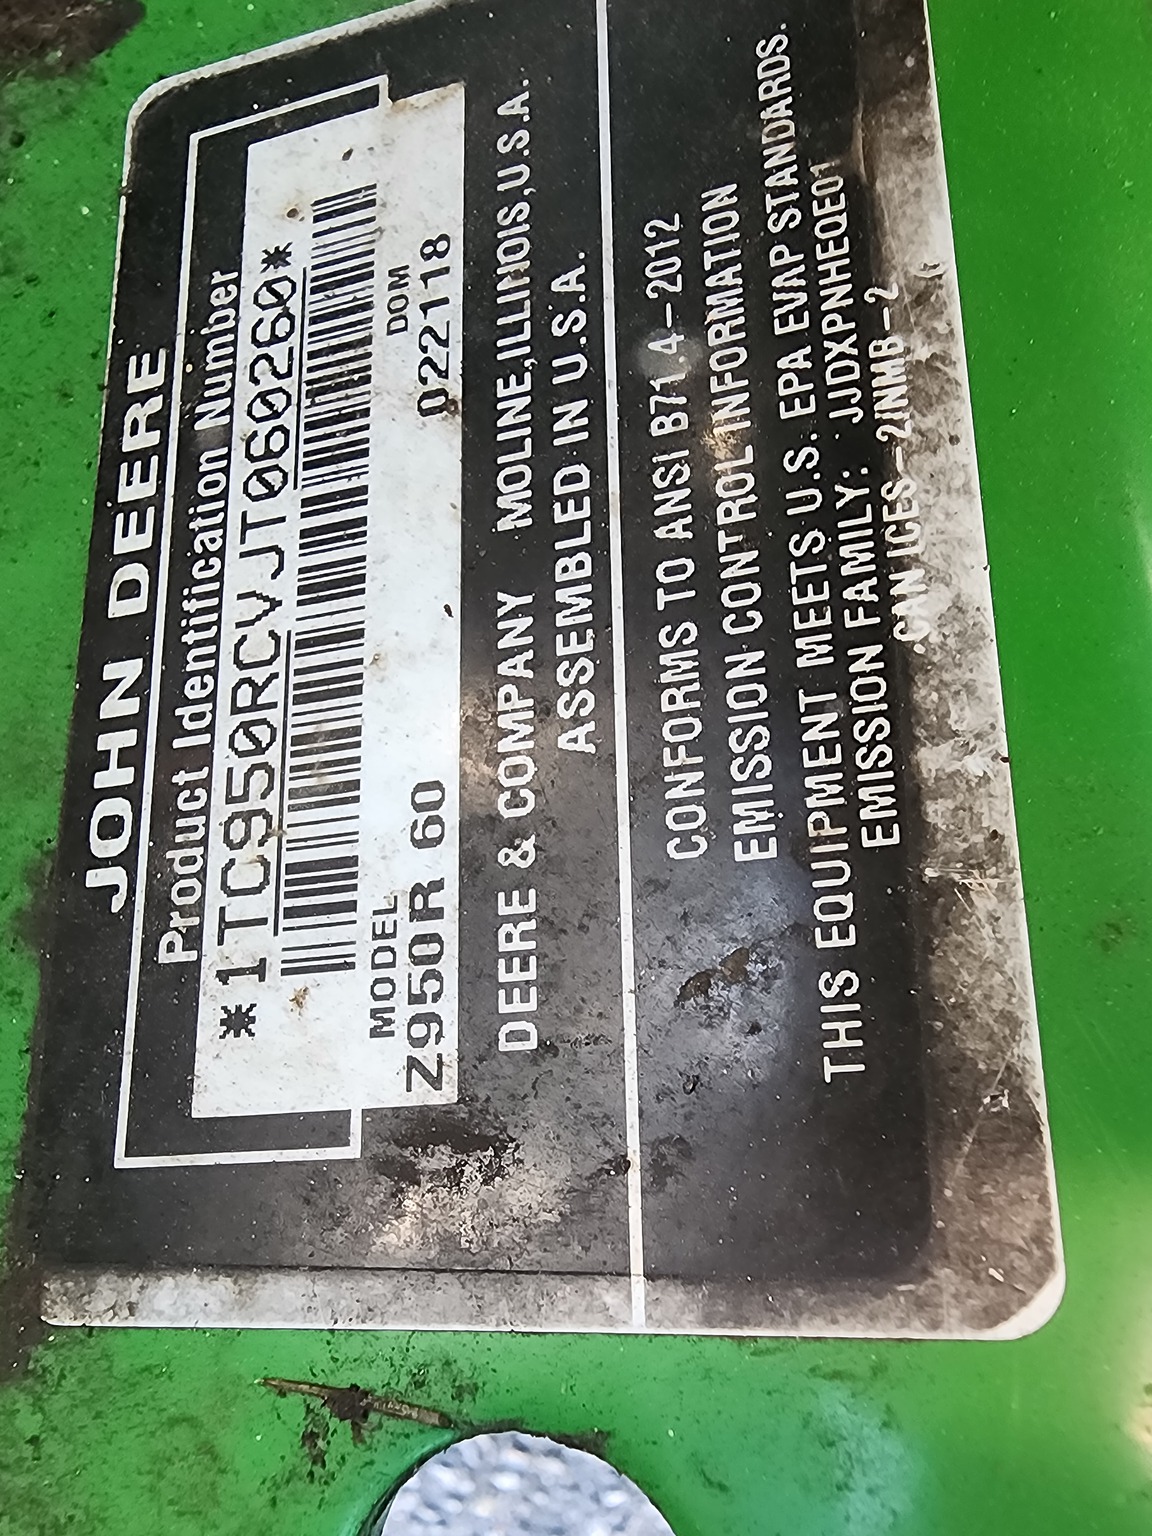 JOHN DEERE
Product Identification Number
*1TC950RCVJT060260*
MODEL DOM
Z950R 60 022118
DEERE & COMPANY MOLINE,ILLINOIS,U.S.A.
ASSEMBLED IN U.S.A.
CONFORMS TO ANSI B71.4-2012
EMISSION CONTROL INFORMATION
THIS EQUIPMENT MEETS U.S. EPA EVAP STANDARDS.
EMISSION FAMILY: JJDXPNHEQE01
CAN ICES-2/NMB-2